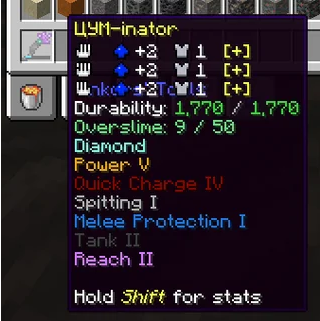 ЦУМ-inator
+2 1 [+]
+2 1 [+]
+2 1 [+]
Durability: 1,770 / 1,770
Overslime: 9 / 50
Diamond
Power V
Quick Charge IV
Spitting I
Melee Protection I
Tank II
Reach II
Hold Shift for stats